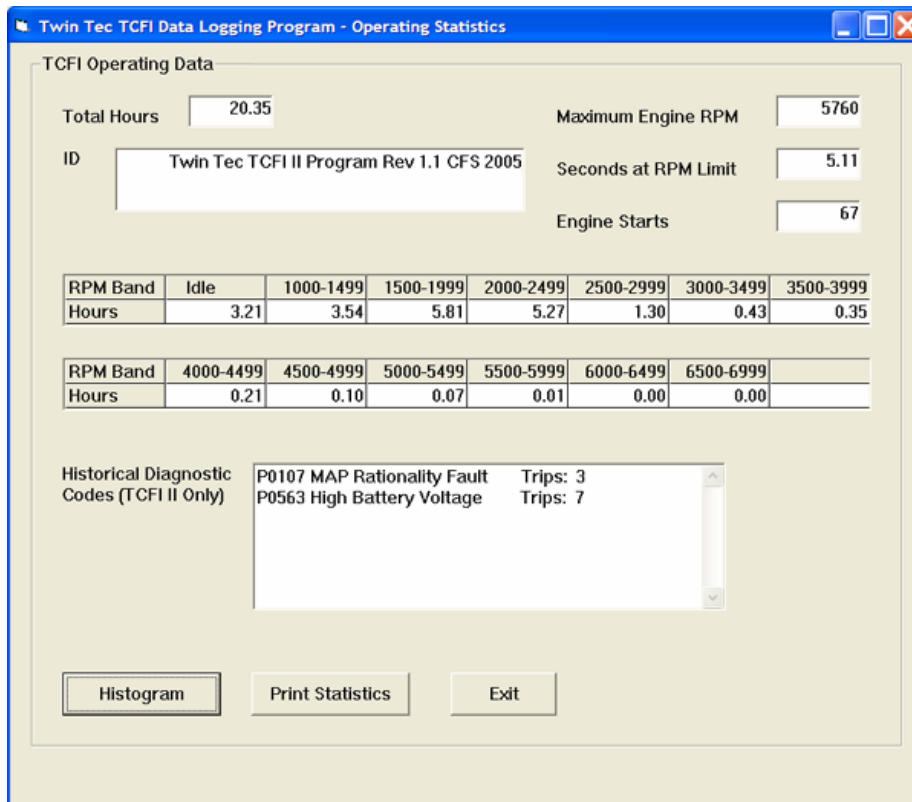 Twin Tec TCFI Data Logging Program - Operating Statistics
TCFI Operating Data
Total Hours 20.35
Maximum Engine RPM 5760
ID Twin Tec TCFI II Program Rev 1.1 CFS 2005
Seconds at RPM Limit 5.11
Engine Starts 67
RPM Band Idle 1000-1499 1500-1999 2000-2499 2500-2999 3000-3499 3500-3999
Hours 3.21 3.54 5.81 5.27 1.30 0.43 0.35
RPM Band 4000-4499 4500-4999 5000-5499 5500-5999 6000-6499 6500-6999
Hours 0.21 0.10 0.07 0.01 0.00 0.00
Historical Diagnostic
Codes (TCFI II Only)
P0107 MAP Rationality Fault Trips: 3
P0563 High Battery Voltage Trips: 7
Histogram Print Statistics Exit